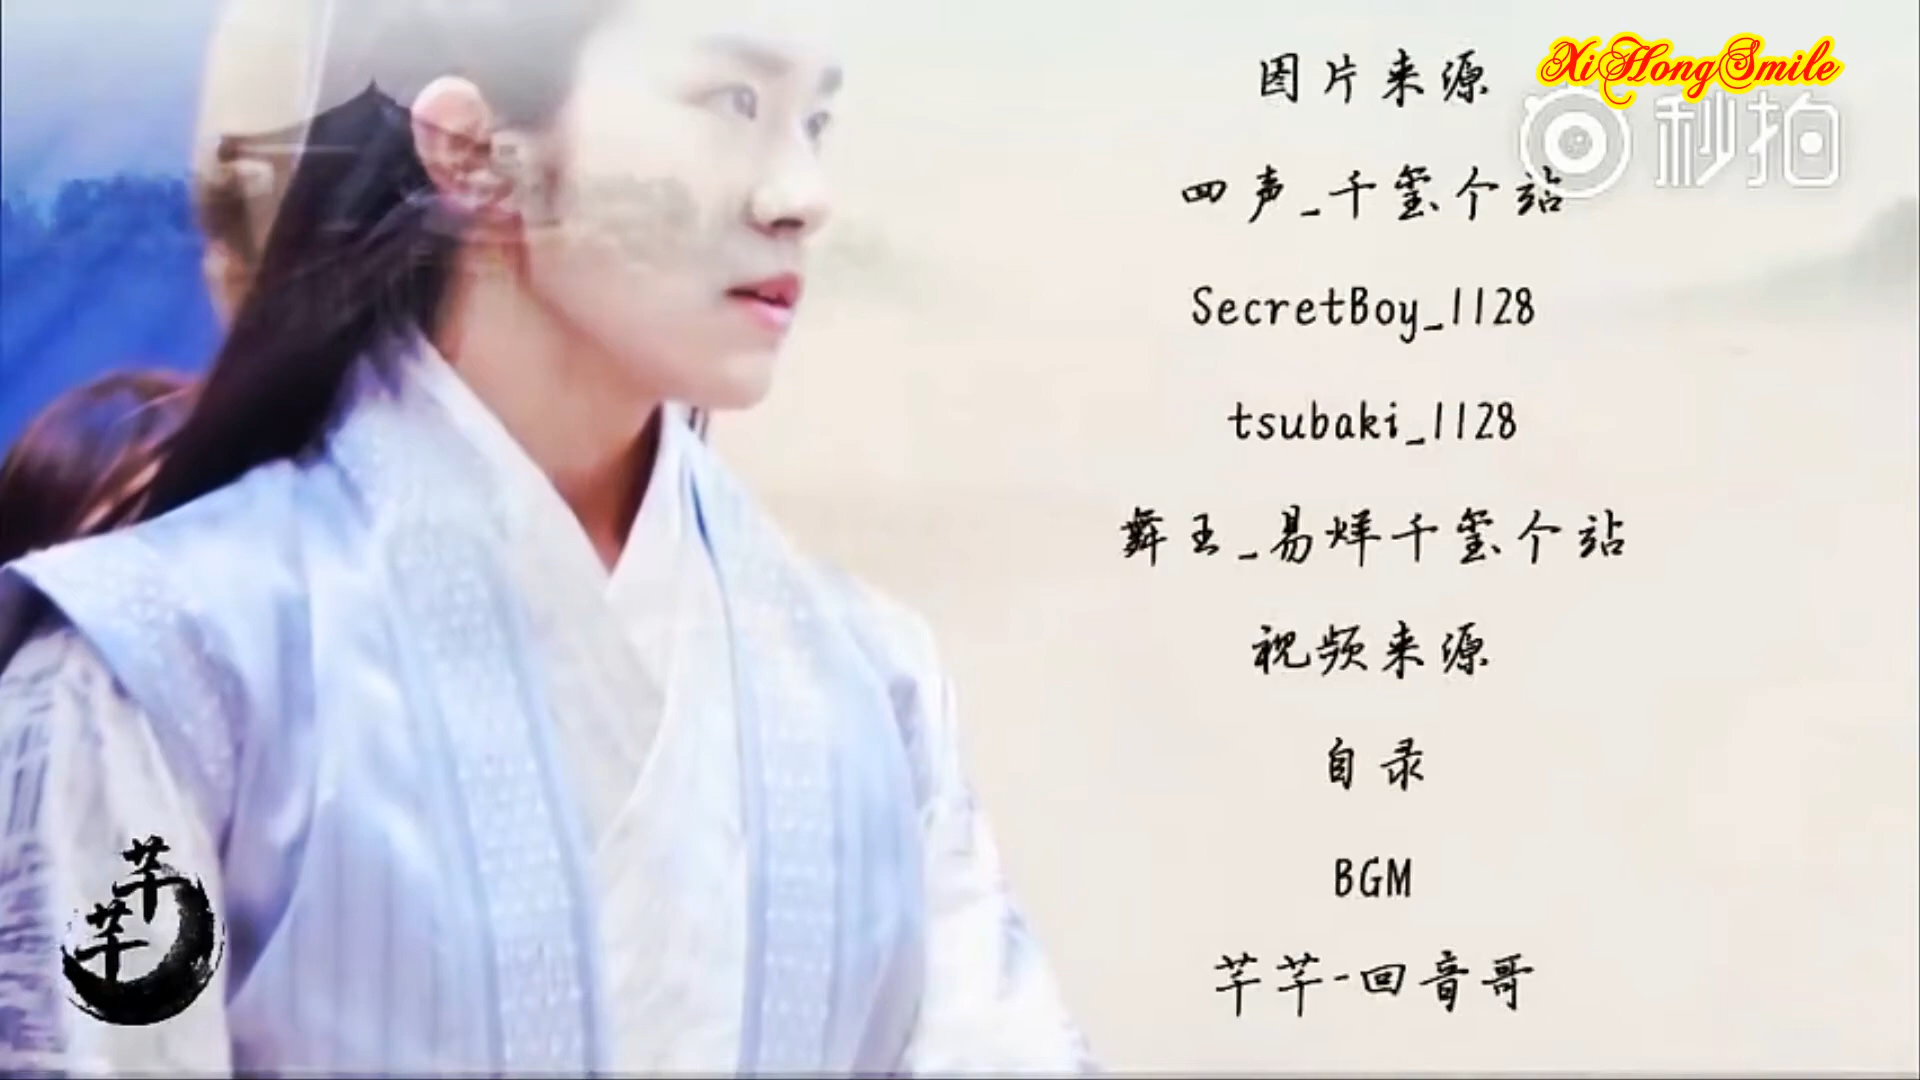 XiHongSmile
秒拍
图片来源
四声_千玺个站
SecretBoy_1128
tsubaki_1128
舞王_易烊千玺个站
视频来源
自录
BGM
芊芊-回音哥
芊芊